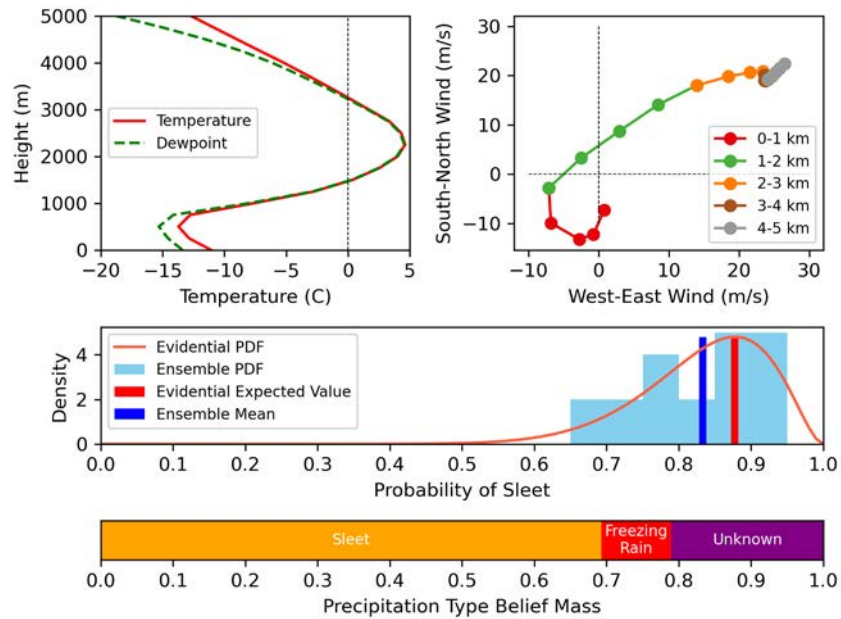 5000
4000
3000
2000
1000
0
Height (m)
Temperature
Dewpoint
−20
−15
−10
−5
0
5
Temperature (C)
30
20
10
0
−10
South-North Wind (m/s)
0-1 km
1-2 km
2-3 km
3-4 km
4-5 km
−10
0
10
20
30
West-East Wind (m/s)
4
2
0
Density
Evidential PDF
Ensemble PDF
Evidential Expected Value
Ensemble Mean
0.0 0.1 0.2 0.3 0.4 0.5 0.6 0.7 0.8 0.9 1.0
Probability of Sleet
Sleet
Freezing
Rain
Unknown
0.0 0.1 0.2 0.3 0.4 0.5 0.6 0.7 0.8 0.9 1.0
Precipitation Type Belief Mass